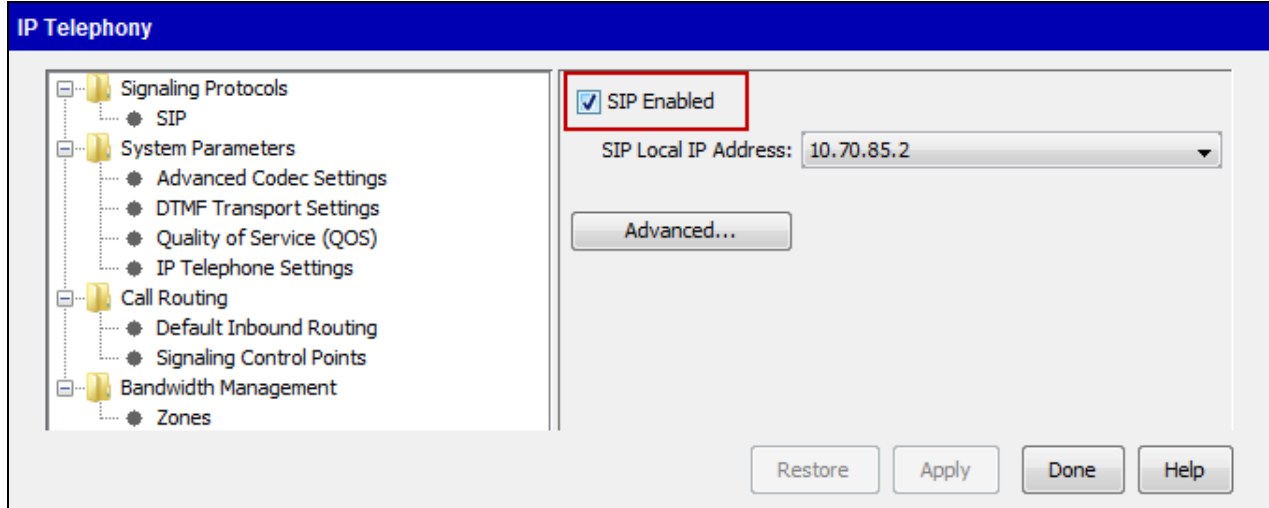 IP Telephony
Signaling Protocols
SIP
System Parameters
Advanced Codec Settings
DTMF Transport Settings
Quality of Service (QOS)
IP Telephone Settings
Call Routing
Default Inbound Routing
Signaling Control Points
Bandwidth Management
Zones
SIP Enabled
SIP Local IP Address: 10.70.85.2
Advanced...
Restore Apply Done Help